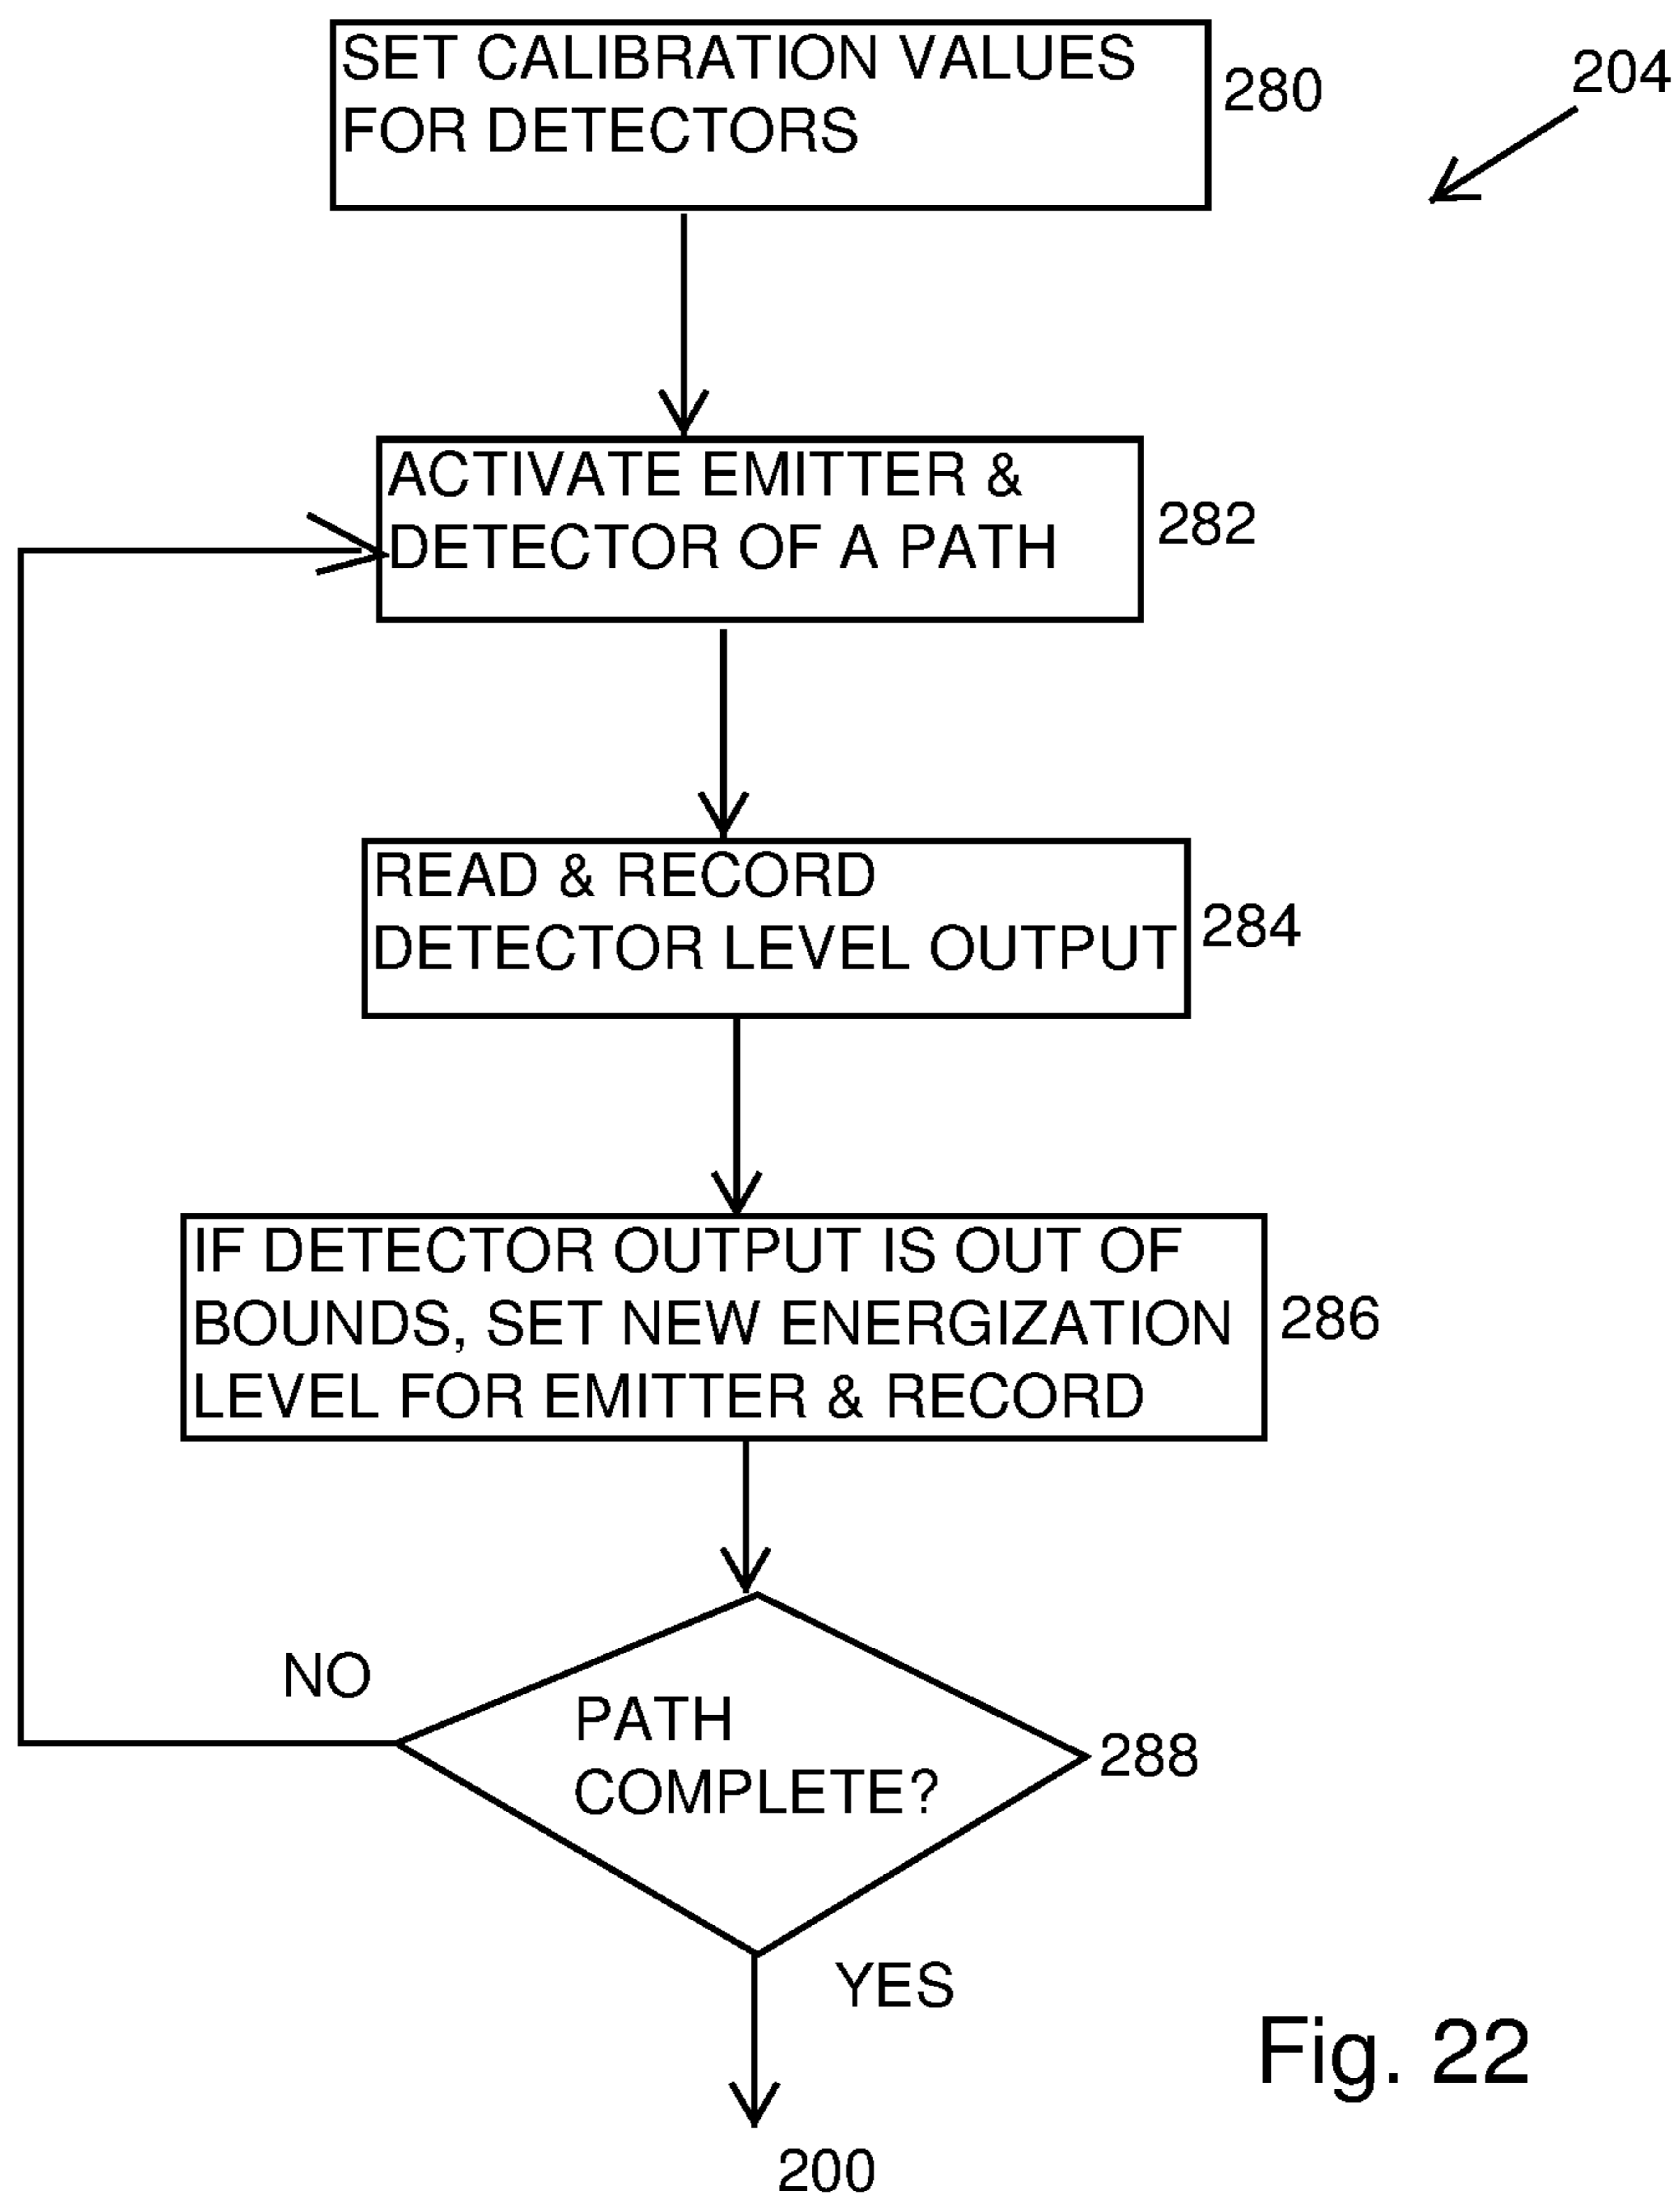 SET CALIBRATION VALUES
FOR DETECTORS
280
204
ACTIVATE EMITTER &
DETECTOR OF A PATH
282
READ & RECORD
DETECTOR LEVEL OUTPUT
284
IF DETECTOR OUTPUT IS OUT OF
BOUNDS, SET NEW ENERGIZATION
LEVEL FOR EMITTER & RECORD
286
NO
PATH
COMPLETE?
288
YES
Fig. 22
200